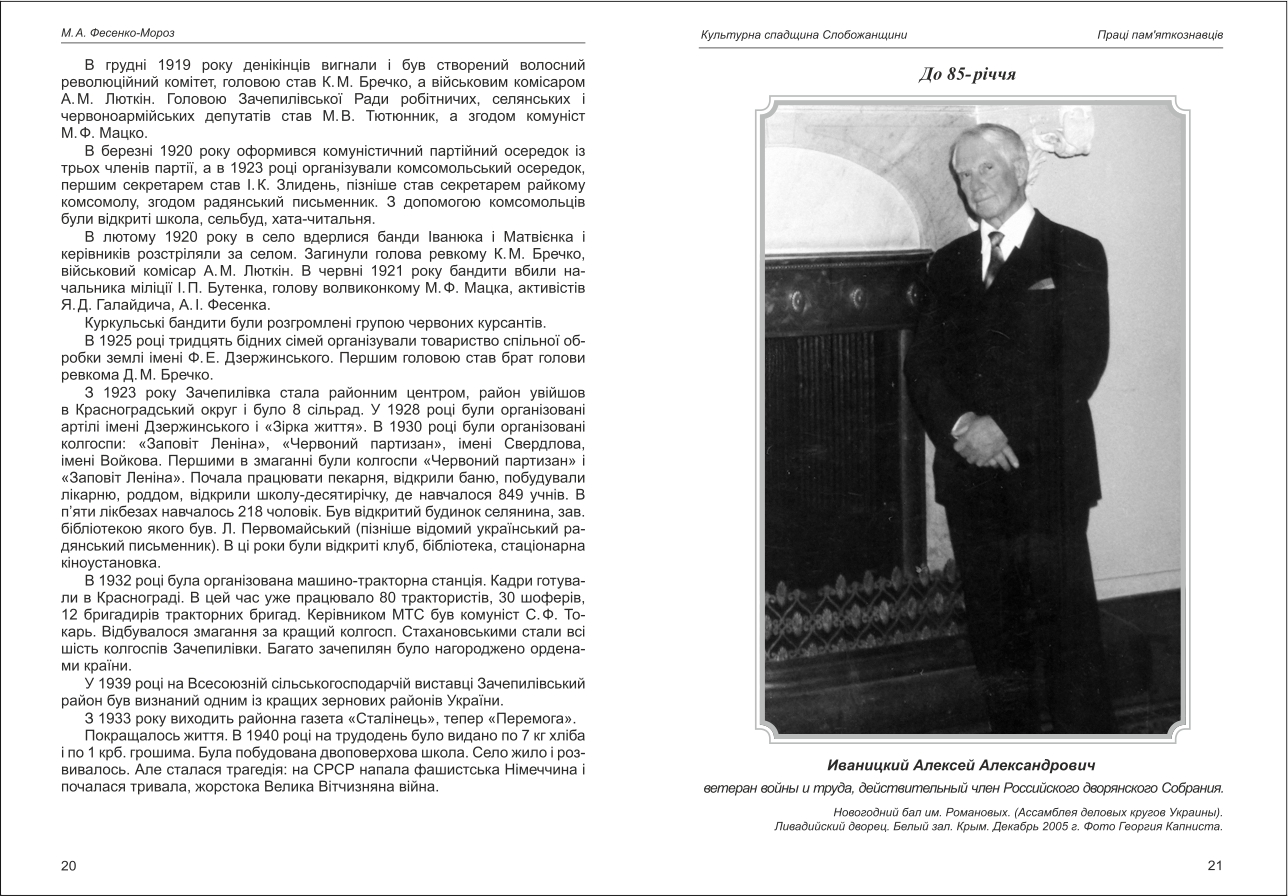 М. А. Фесенко-Мороз
В грудні 1919 року денікінців вигнали і був створений волосний
революційний комітет, головою став К. М. Бречко, а військовим комісаром
А. М. Люткін. Головою Зачепилівської Ради робітничих, селянських і
червоноармійських депутатів став М. В. Тютюнник, а згодом комуніст
М. Ф. Мацко.
В березні 1920 року оформився комуністичний партійний осередок із
трьох членів партії, а в 1923 році організували комсомольський осередок,
першим секретарем став І. К. Злидень, пізніше став секретарем райкому
комсомолу, згодом радянський письменник. З допомогою комсомольців
були відкриті школа, сельбуд, хата-читальня.
В лютому 1920 року в село вдерлися банди Іванюка і Матвієнка і
керівників розстріляли за селом. Загинули голова ревкому К. М. Бречко,
військовий комісар А. М. Люткін. В червні 1921 року бандити вбили на-
чальника міліції І. П. Бутенка, голову волвиконкому М. Ф. Мацка, активістів
Я. Д. Галайдича, А. І. Фесенка.
Куркульські бандити були розгромлені групою червоних курсантів.
В 1925 році тридцять бідних сімей організували товариство спільної об-
робки землі імені Ф. Е. Дзержинського. Першим головою став брат голови
ревкома Д. М. Бречко.
З 1923 року Зачепилівка стала районним центром, район увійшов
в Красноградський округ і було 8 сільрад. У 1928 році були організовані
артілі імені Дзержинського і «Зірка життя». В 1930 році були організовані
колгоспи: «Заповіт Леніна», «Червоний партизан», імені Свердлова,
імені Войкова. Першими в змаганні були колгоспи «Червоний партизан» і
«Заповіт Леніна». Почала працювати пекарня, відкрили баню, побудували
лікарню, роддом, відкрили школу-десятирічку, де навчалося 849 учнів. В
п’яти лікбезах навчалось 218 чоловік. Був відкритий будинок селянина, зав.
бібліотекою якого був. Л. Первомайський (пізніше відомий український ра-
дянський письменник). В ці роки були відкриті клуб, бібліотека, стаціонарна
кіноустановка.
В 1932 році була організована машино-тракторна станція. Кадри готува-
ли в Краснограді. В цей час уже працювало 80 трактористів, 30 шоферів,
12 бригадирів тракторних бригад. Керівником МТС був комуніст С. Ф. То-
карь. Відбувалося змагання за кращий колгосп. Стахановськими стали всі
шість колгоспів Зачепилівки. Багато зачепилян було нагороджено ордена-
ми країни.
У 1939 році на Всесоюзній сільськогосподарчій виставці Зачепилівський
район був визнаний одним із кращих зернових районів України.
З 1933 року виходить районна газета «Сталінець», тепер «Перемога».
Покращалось життя. В 1940 році на трудодень було видано по 7 кг хліба
і по 1 крб. грошима. Була побудована двоповерхова школа. Село жило і роз-
вивалось. Але сталася трагедія: на СРСР напала фашистська Німеччина і
почалася тривала, жорстока Велика Вітчизняна війна.
20
Культурна спадщина Слобожанщини Праці пам'яткознавців
До 85-річчя
Иваницкий Алексей Александрович
ветеран войны и труда, действительный член Российского дворянского Собрания.
Новогодний бал им. Романовых. (Ассамблея деловых кругов Украины).
Ливадийский дворец. Белый зал. Крым. Декабрь 2005 г. Фото Георгия Капниста.
21